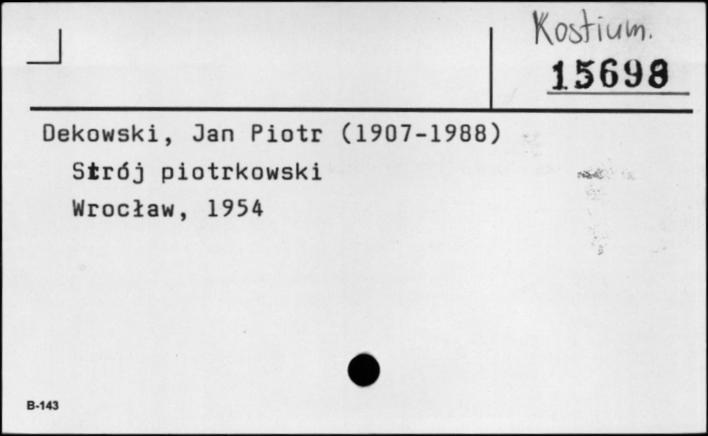 Kostium.
15698
Dekowski, Jan Piotr (1907-1988)
Strój piotrkowski
Wrocław, 1954
B-143